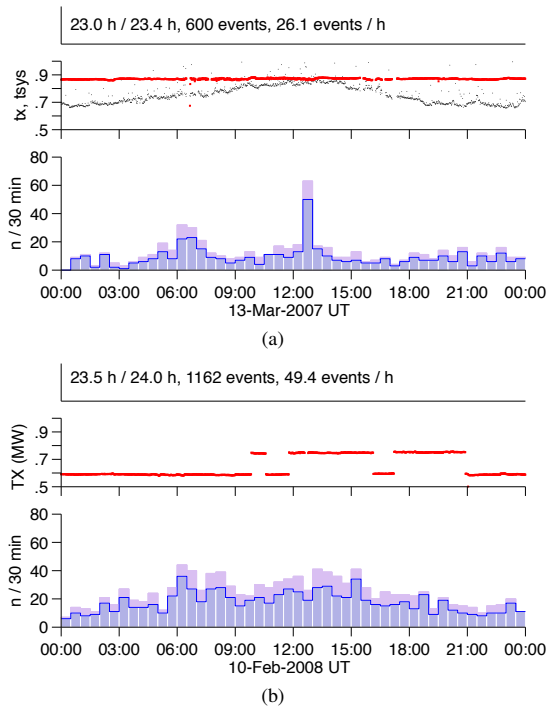 23.0 h / 23.4 h, 600 events, 26.1 events / h
tx, tsys
.9
.7
.5
n / 30 min
80
60
40
20
0
00:00 03:00 06:00 09:00 12:00 15:00 18:00 21:00 00:00
13-Mar-2007 UT
(a)
23.5 h / 24.0 h, 1162 events, 49.4 events / h
TX (MW)
.9
.7
.5
n / 30 min
80
60
40
20
0
00:00 03:00 06:00 09:00 12:00 15:00 18:00 21:00 00:00
10-Feb-2008 UT
(b)